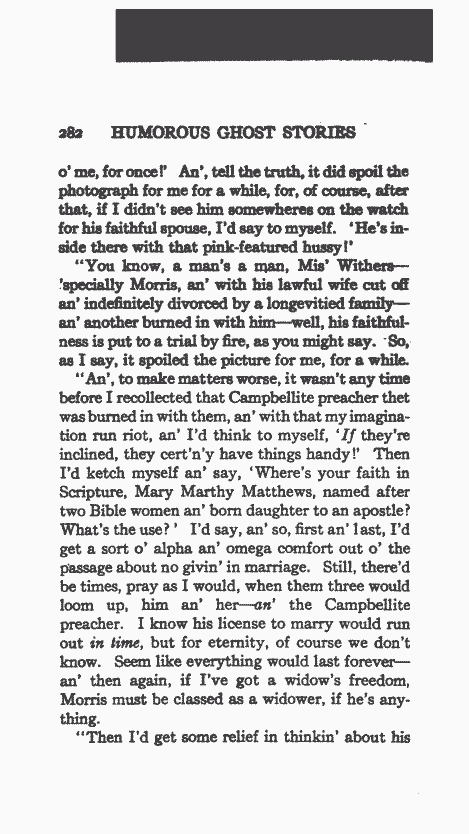 282 HUMOROUS GHOST STORIES
o' me, for once!' An', tell the truth, it did spoil the
photograph for me for a while, for, of course, after
that, if I didn't see him somewheres on the watch
for his faithful spouse, I'd say to myself. 'He's in-
side there with that pink-featured hussy!'
"You know, a man's a man, Mis' Withers—
'specially Morris, an' with his lawful wife cut off
an' indefinitely divorced by a longevitied family—
an' another burned in with him—well, his faithful-
ness is put to a trial by fire, as you might say. So,
as I say, it spoiled the picture for me, for a while.
"An', to make matters worse, it wasn't any time
before I recollected that Campbellite preacher thet
was burned in with them, an' with that my imagina-
tion run riot, an' I'd think to myself, 'If they're
inclined, they cert'n'y have things handy!' Then
I'd ketch myself an' say, 'Where's your faith in
Scripture, Mary Marthy Matthews, named after
two Bible women an' born daughter to an apostle?
What's the use?' I'd say, an' so, first an' last, I'd
get a sort o' alpha an' omega comfort out o' the
passage about no givin' in marriage. Still, there'd
be times, pray as I would, when them three would
loom up, him an' her—an' the Campbellite
preacher. I know his license to marry would run
out in time, but for eternity, of course we don't
know. Seem like everything would last forever—
an' then again, if I've got a widow's freedom,
Morris must be classed as a widower, if he's any-
thing.
"Then I'd get some relief in thinkin' about his